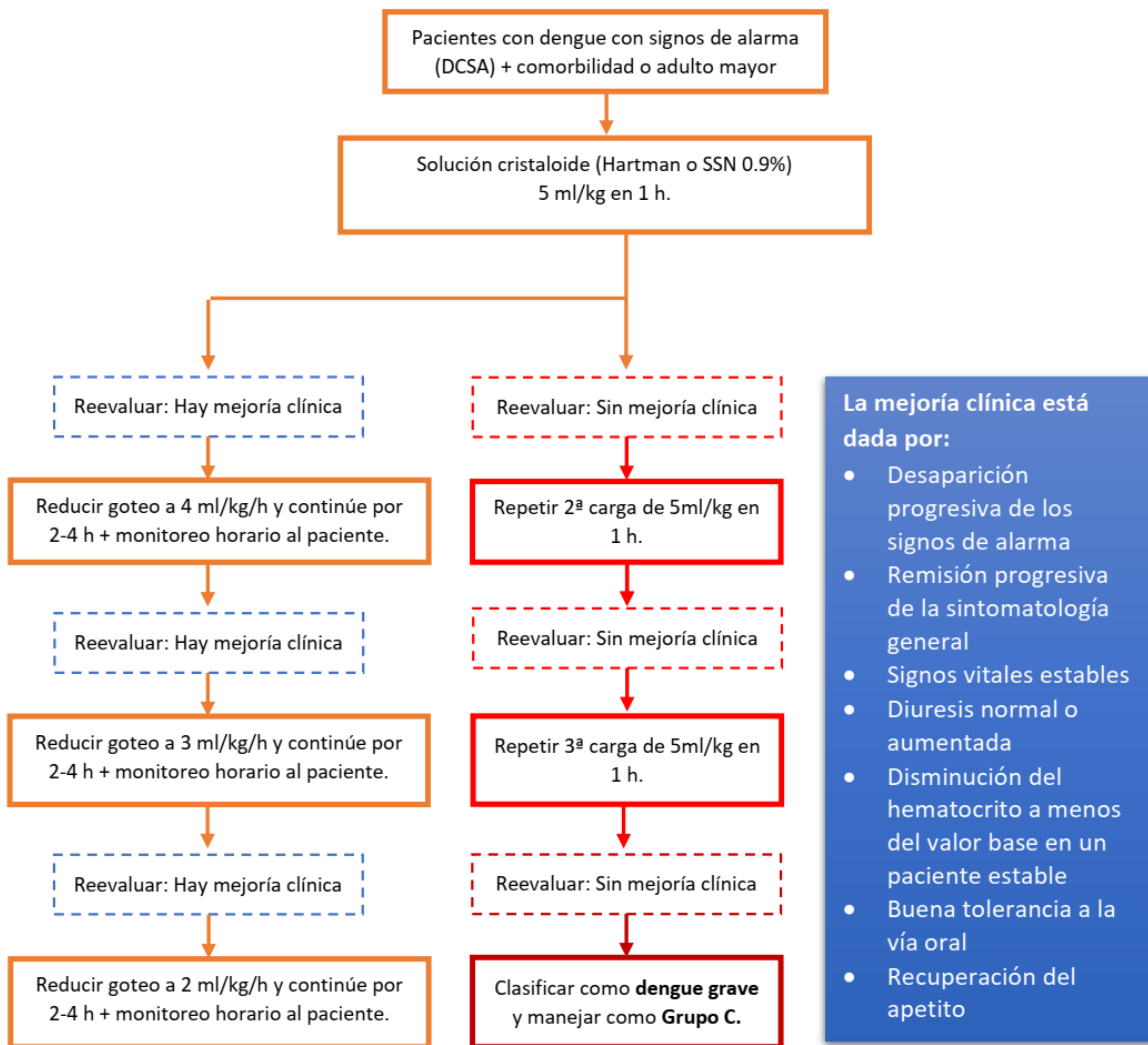 Pacientes con dengue con signos de alarma
(DCSA) + comorbilidad o adulto mayor
Solución cristaloide (Hartman o SSN 0.9%)
5 ml/kg en 1 h.
Reevaluar: Hay mejoría clínica
Reducir goteo a 4 ml/kg/h y continúe por
2-4 h + monitoreo horario al paciente.
Reevaluar: Hay mejoría clínica
Reducir goteo a 3 ml/kg/h y continúe por
2-4 h + monitoreo horario al paciente.
Reevaluar: Hay mejoría clínica
Reducir goteo a 2 ml/kg/h y continúe por
2-4 h + monitoreo horario al paciente.
Reevaluar: Sin mejoría clínica
Repetir 2ª carga de 5ml/kg en
1 h.
Reevaluar: Sin mejoría clínica
Repetir 3ª carga de 5ml/kg en
1 h.
Reevaluar: Sin mejoría clínica
Clasificar como dengue grave
y manejar como Grupo C.
La mejoría clínica está
dada por:
• Desaparición
progresiva de los
signos de alarma
• Remisión progresiva
de la sintomatología
general
• Signos vitales estables
• Diuresis normal o
aumentada
• Disminución del
hematocrito a menos
del valor base en un
paciente estable
• Buena tolerancia a la
vía oral
• Recuperación del
apetito